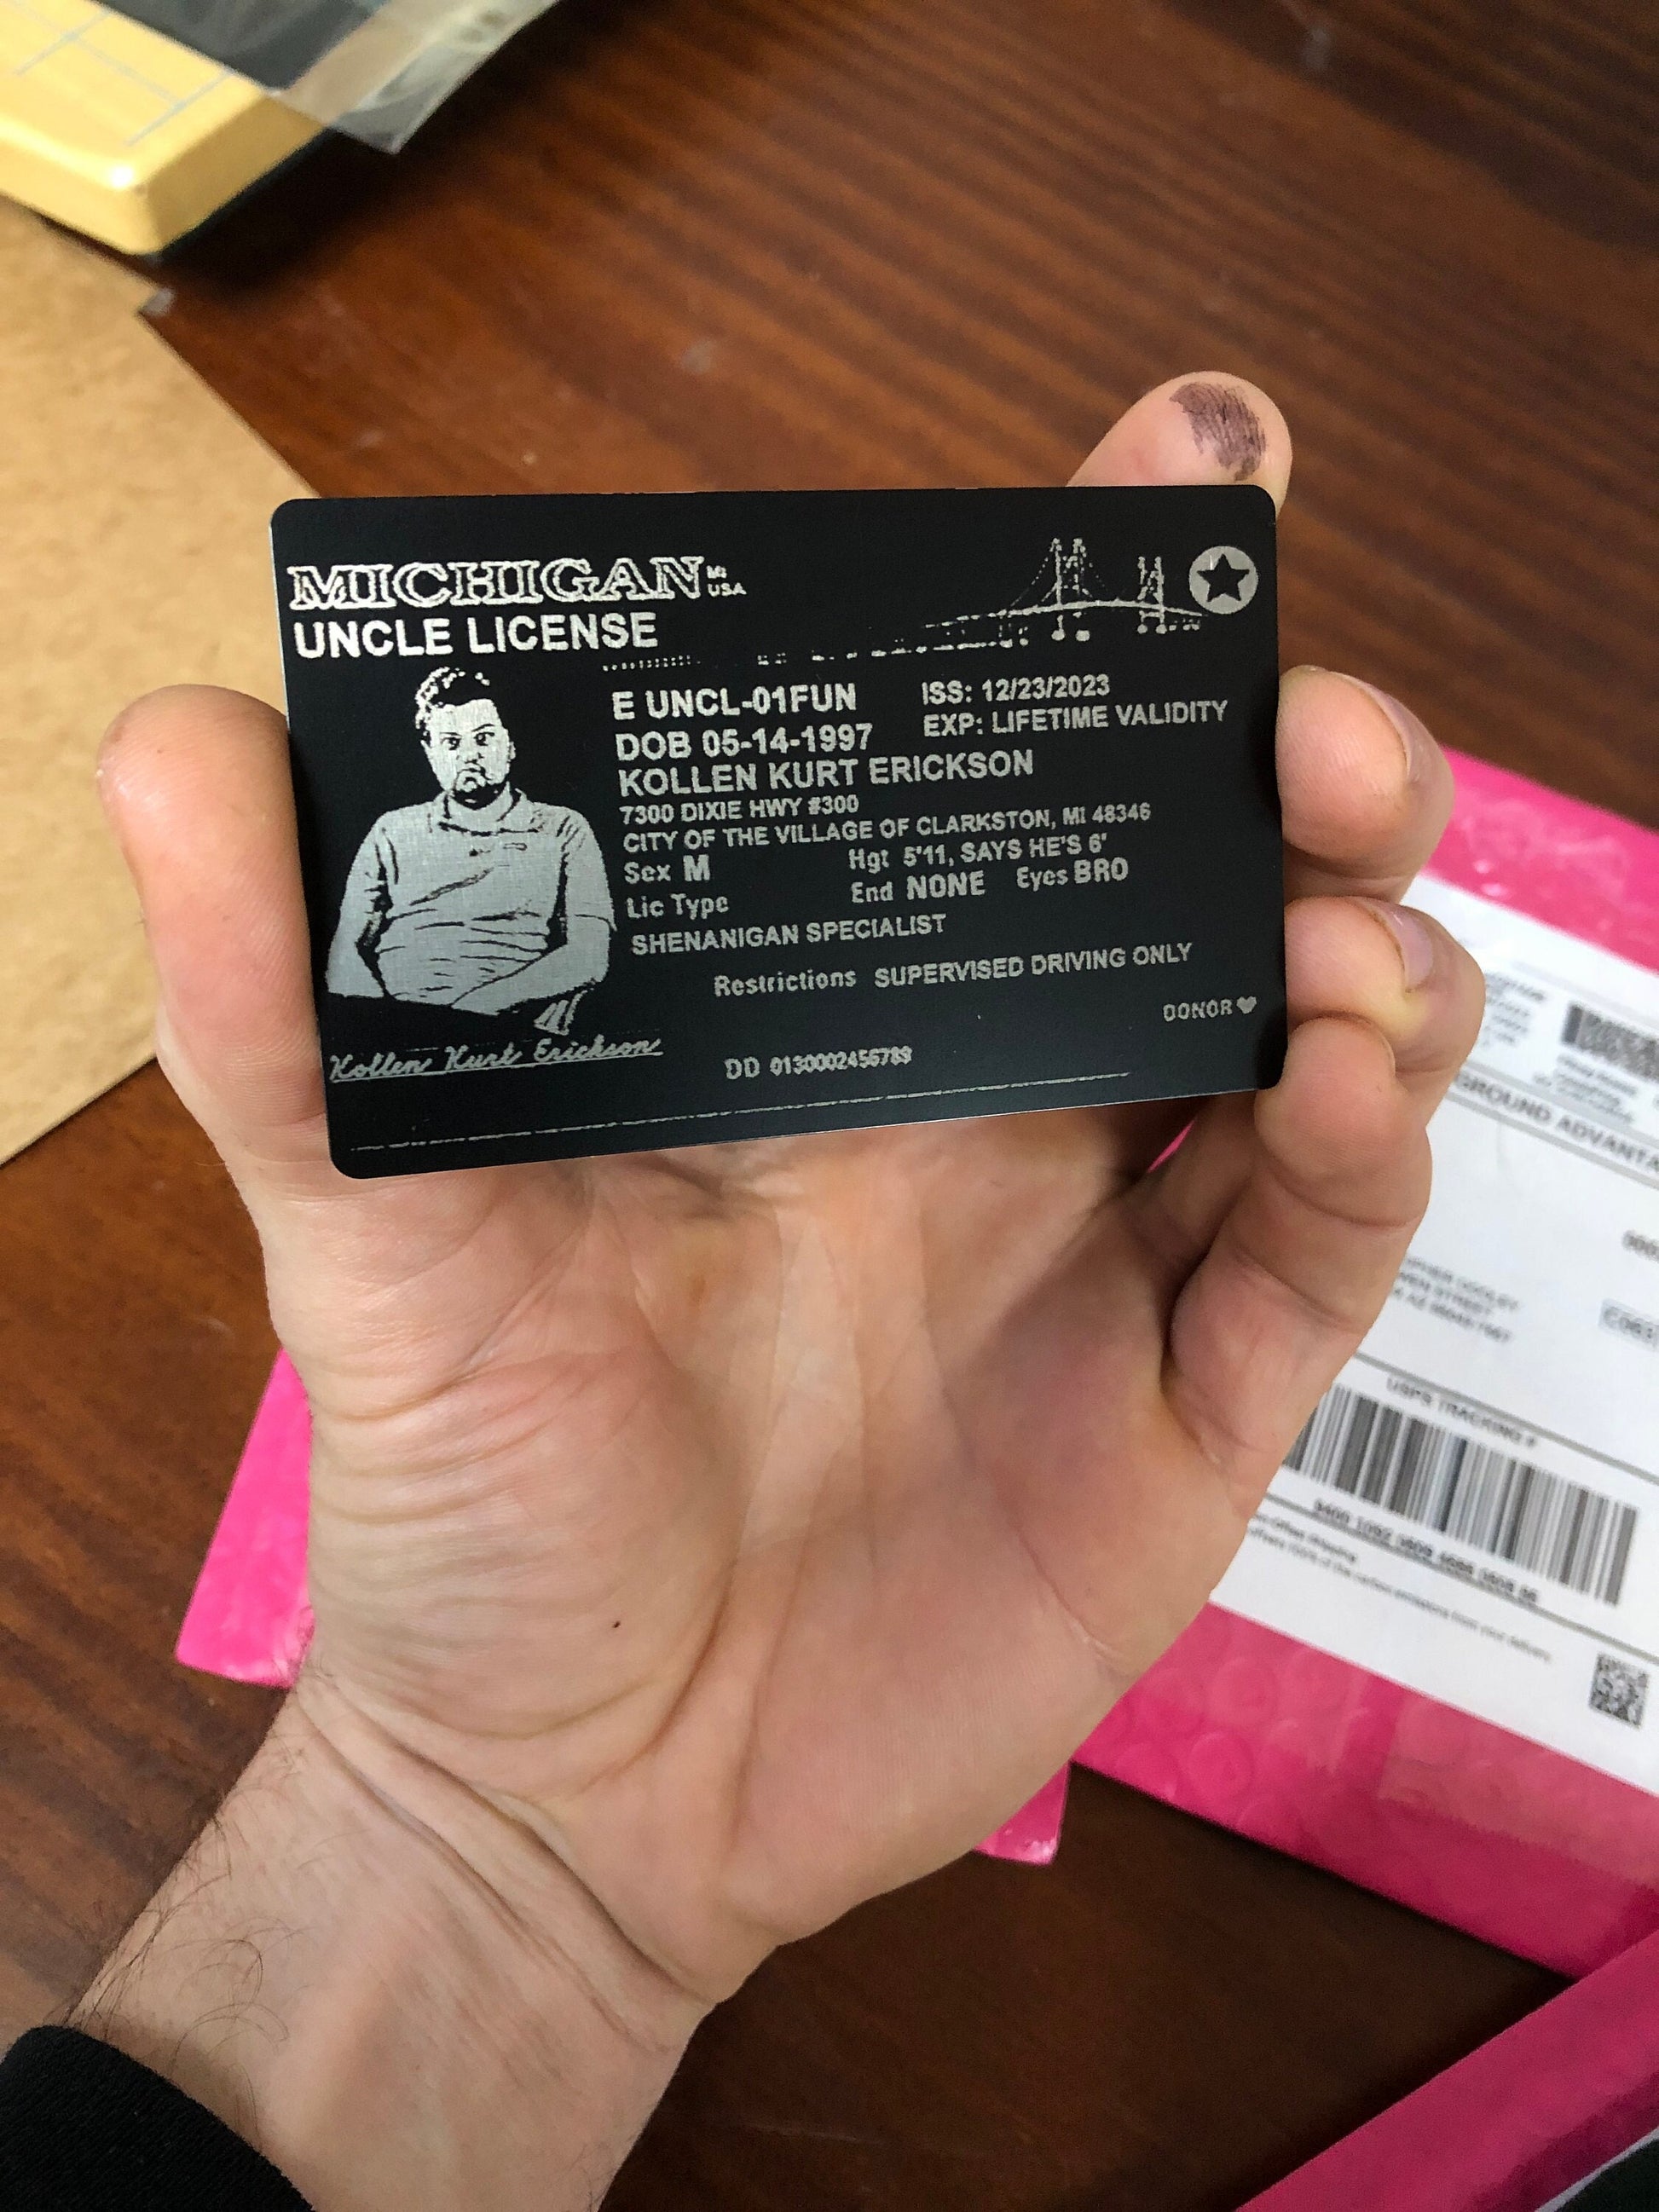 MICHIGAN MI USA
UNCLE LICENSE
E UNCL-01FUN ISS: 12/23/2023
DOB 05-14-1997 EXP: LIFETIME VALIDITY
KOLLEN KURT ERICKSON
7300 DIXIE HWY #300
CITY OF THE VILLAGE OF CLARKSTON, MI 48346
Sex M Hgt 5'11, SAYS HE'S 6'
Lic Type End NONE Eyes BRO
SHENANIGAN SPECIALIST
Restrictions SUPERVISED DRIVING ONLY
DONOR
Kollen Kurt Erickson
DD 0130002456789
GROUND ADVANTA
USPS TRACKING #